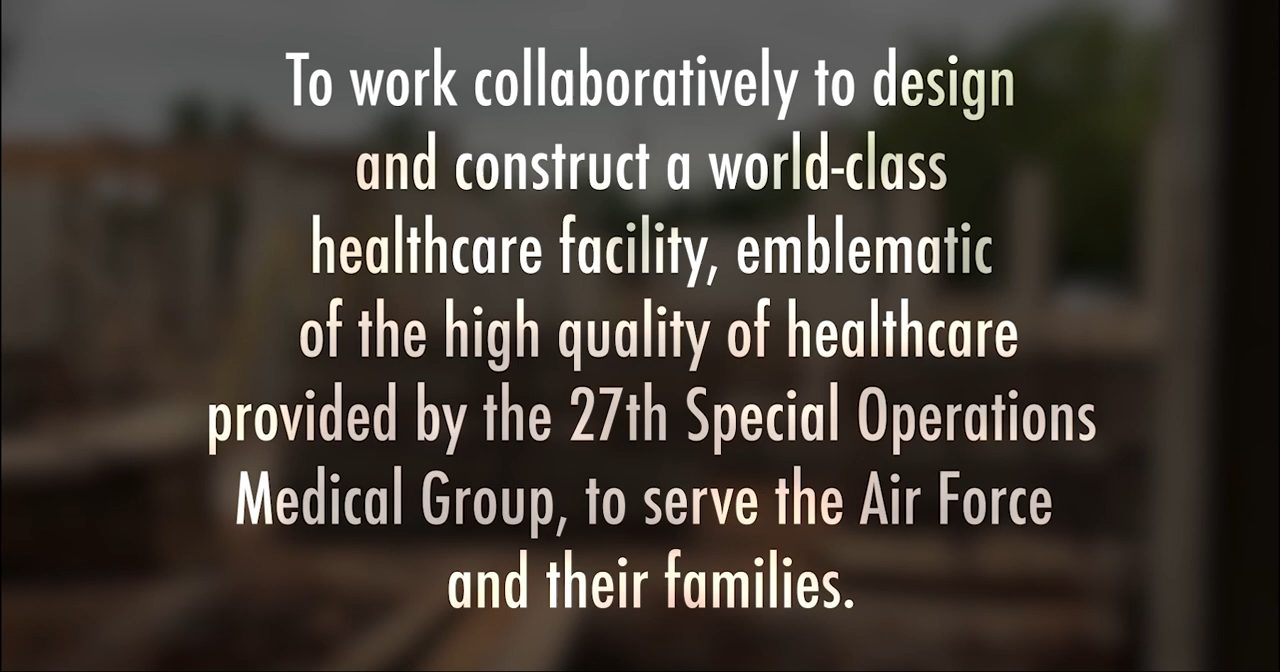 To work collaboratively to design
and construct a world-class
healthcare facility, emblematic
of the high quality of healthcare
provided by the 27th Special Operations
Medical Group, to serve the Air Force
and their families.